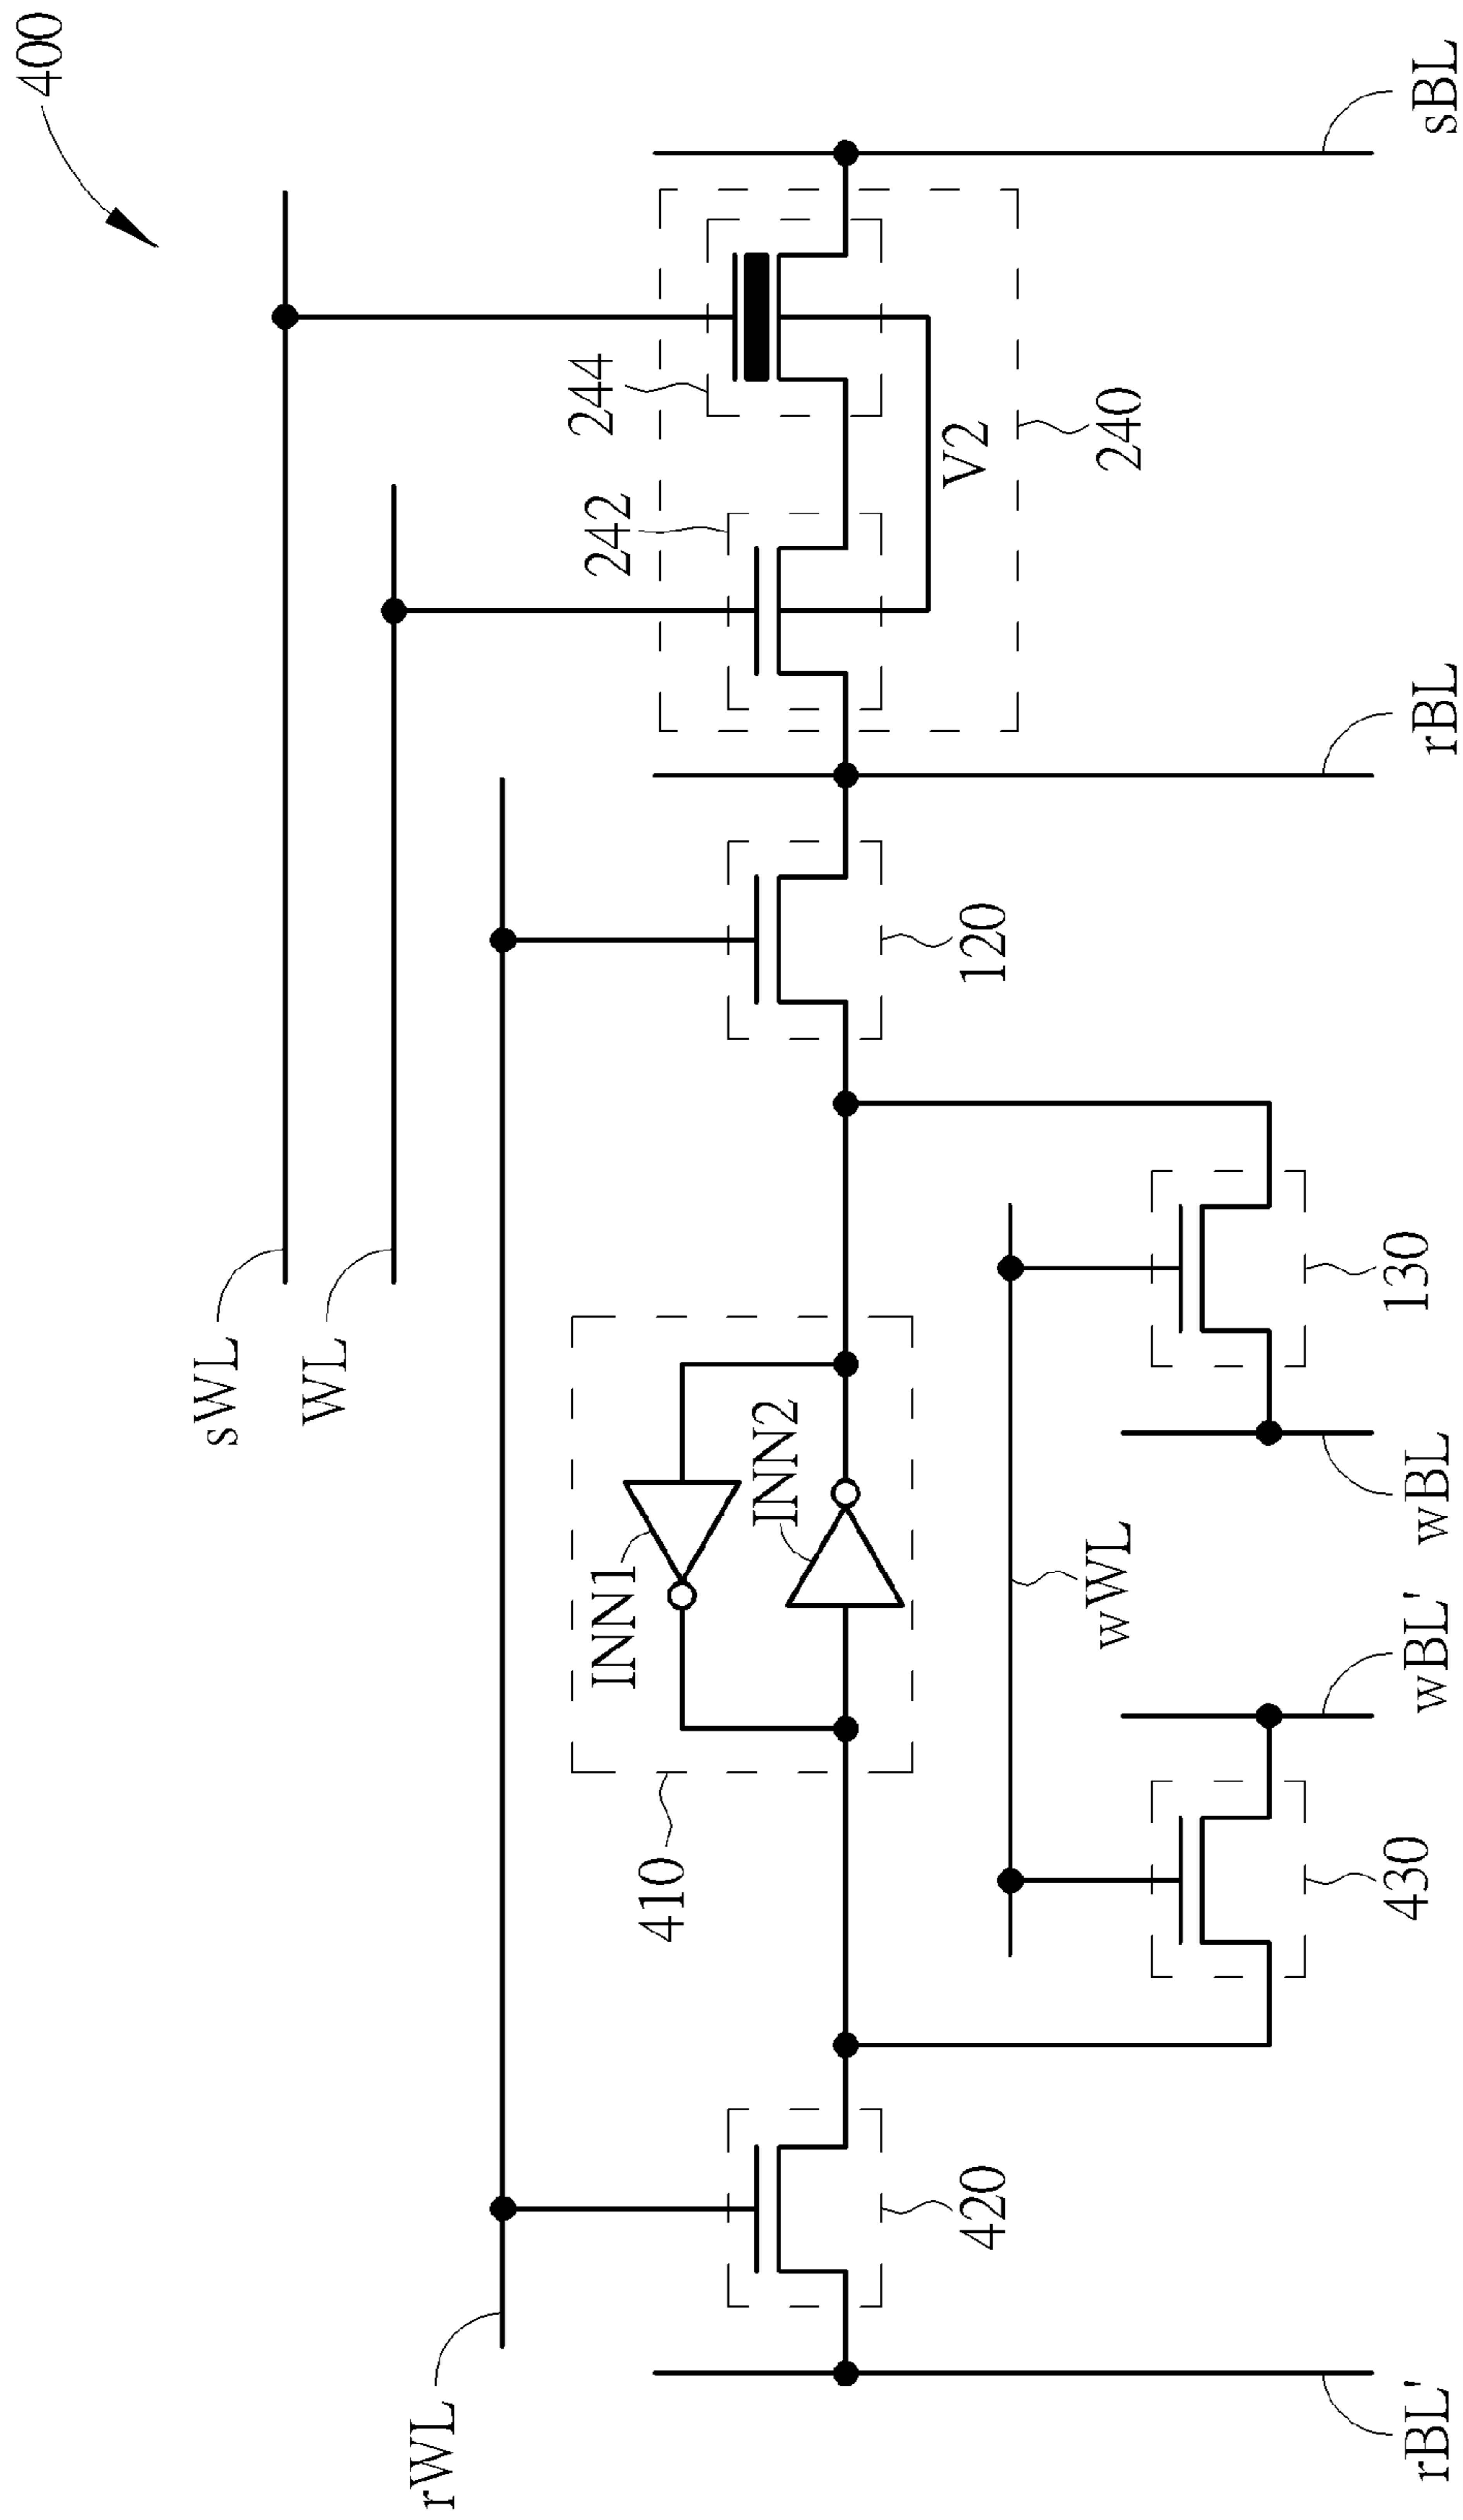 400
sWL
WL
rWL
244
242
V2
240
INN1
INN2
410
120
420
wWL
130
430
rBL'
wBL'
wBL
rBL
sBL